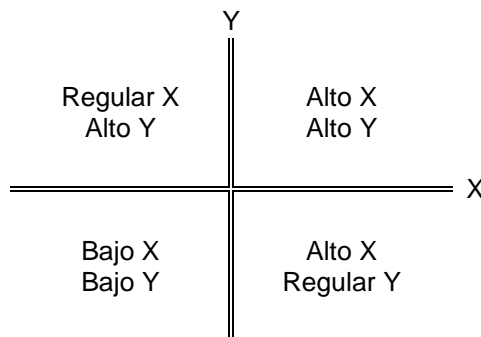 Y
Regular X
Alto Y
Alto X
Alto Y
X
Bajo X
Bajo Y
Alto X
Regular Y